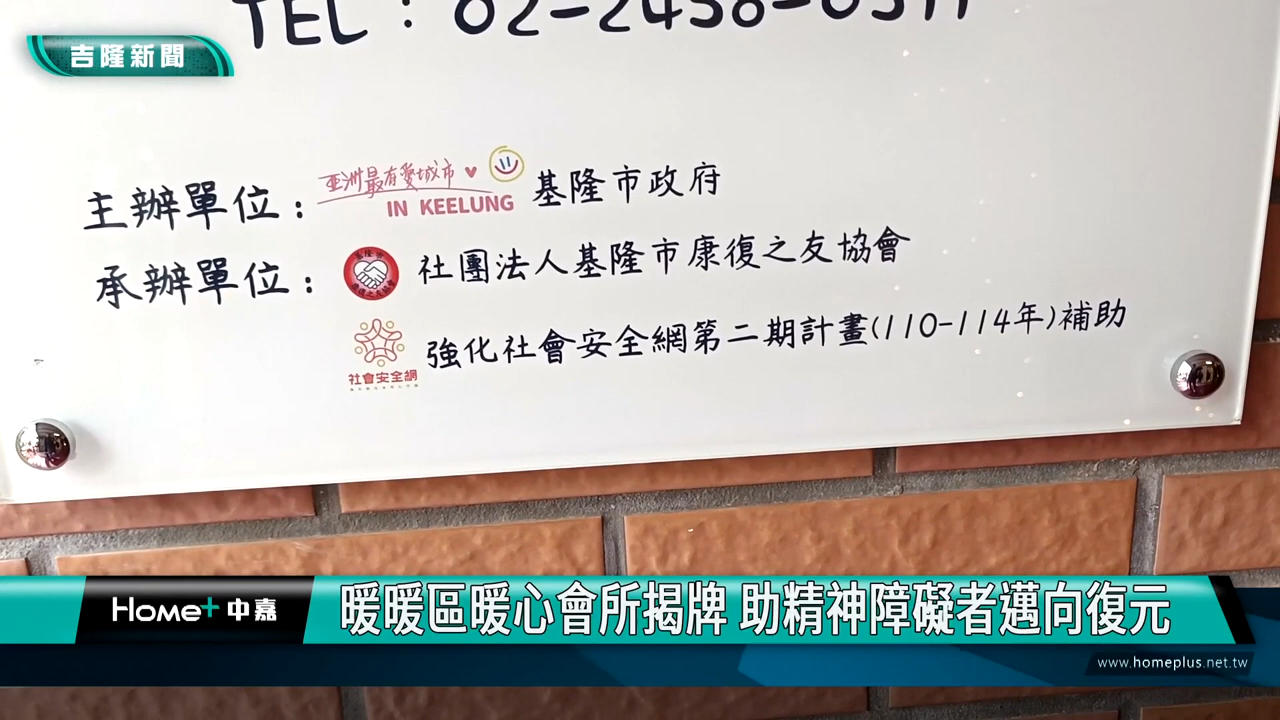 吉隆新聞
主辦單位：亞洲最有愛城市 IN KEELUNG 基隆市政府
承辦單位：社團法人基隆市康復之友協會
強化社會安全網第二期計畫(110-114年)補助
社會安全網
Home+中嘉
暖暖區暖心會所揭牌 助精神障礙者邁向復元
www.homeplus.net.tw